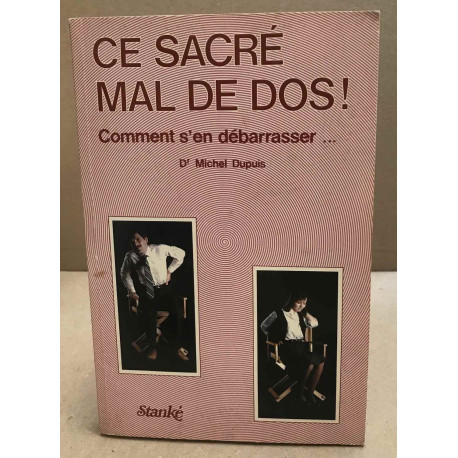 CE SACRÉ
MAL DE DOS!
Comment s'en débarrasser ...
Dr Michel Dupuis
Stanké